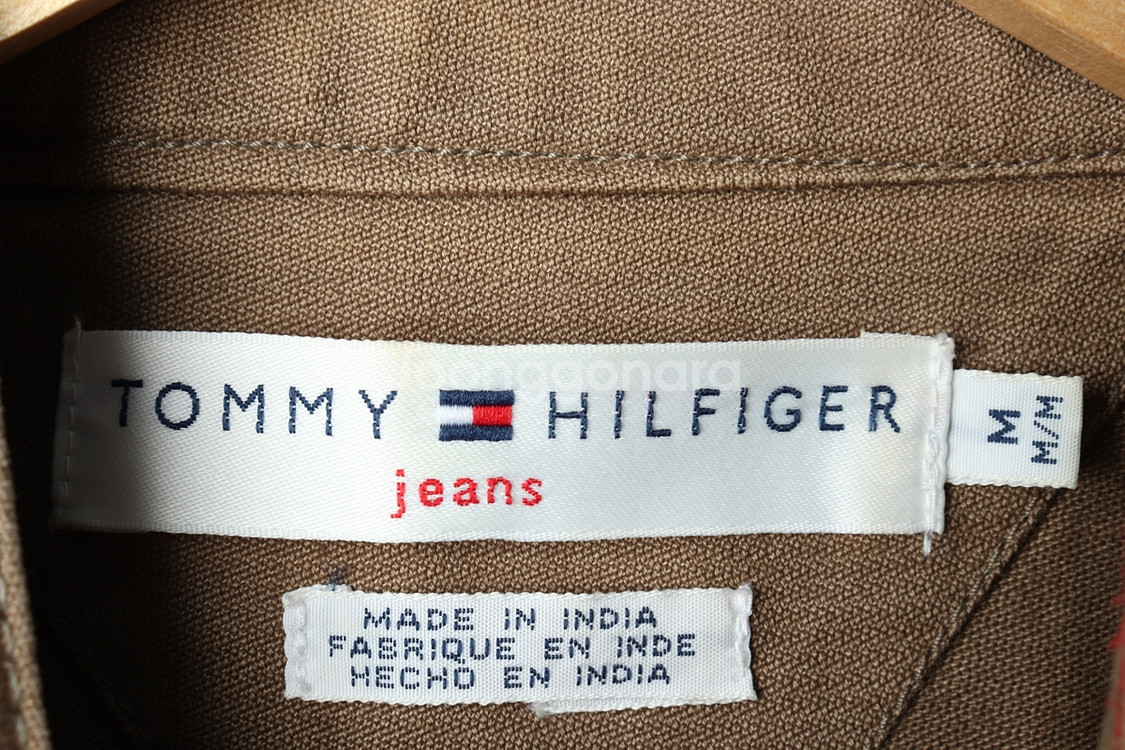 TOMMY HILFIGER
jeans
M
M/M
MADE IN INDIA
FABRIQUE EN INDE
HECHO EN INDIA